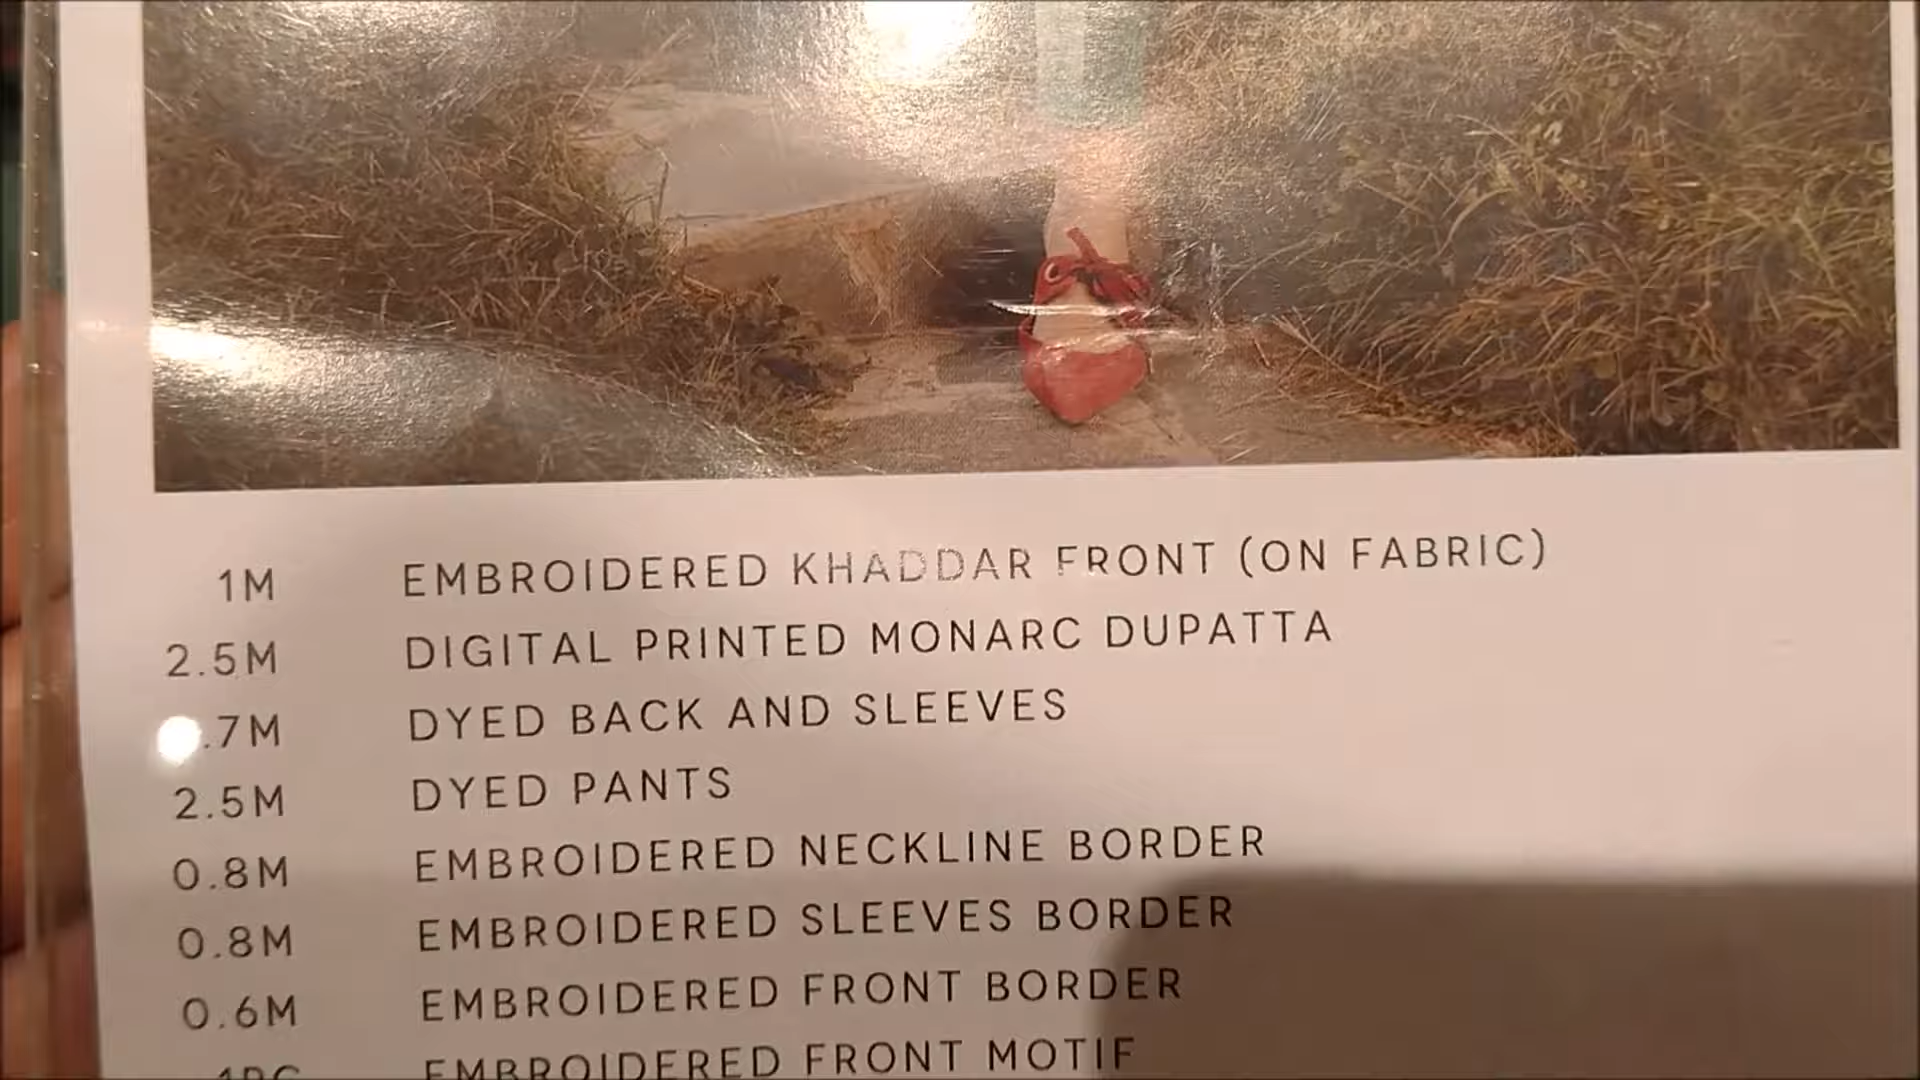 1M EMBROIDERED KHADDAR FRONT (ON FABRIC)
2.5M DIGITAL PRINTED MONARC DUPATTA
.7M DYED BACK AND SLEEVES
2.5M DYED PANTS
0.8M EMBROIDERED NECKLINE BORDER
0.8M EMBROIDERED SLEEVES BORDER
0.6M EMBROIDERED FRONT BORDER
1PC EMBROIDERED FRONT MOTIF